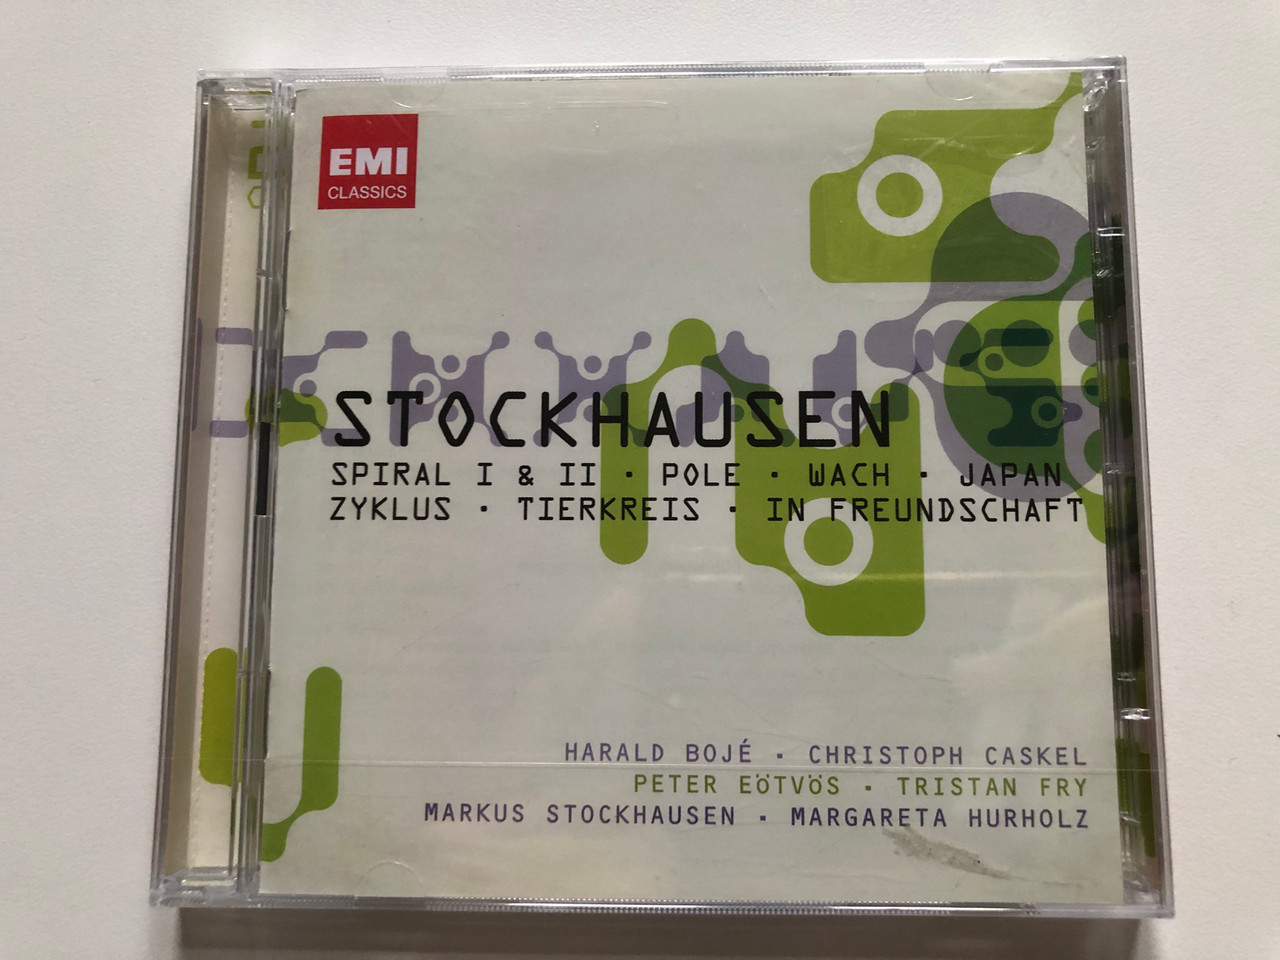 EMI
CLASSICS
STOCKHAUSEN
SPIRAL I & II · POLE · WACH · JAPAN
ZYKLUS · TIERKREIS · IN FREUNDSCHAFT
HARALD BOJÉ · CHRISTOPH CASKEL
PETER EÖTVÖS · TRISTAN FRY
MARKUS STOCKHAUSEN · MARGARETA HURHOLZ